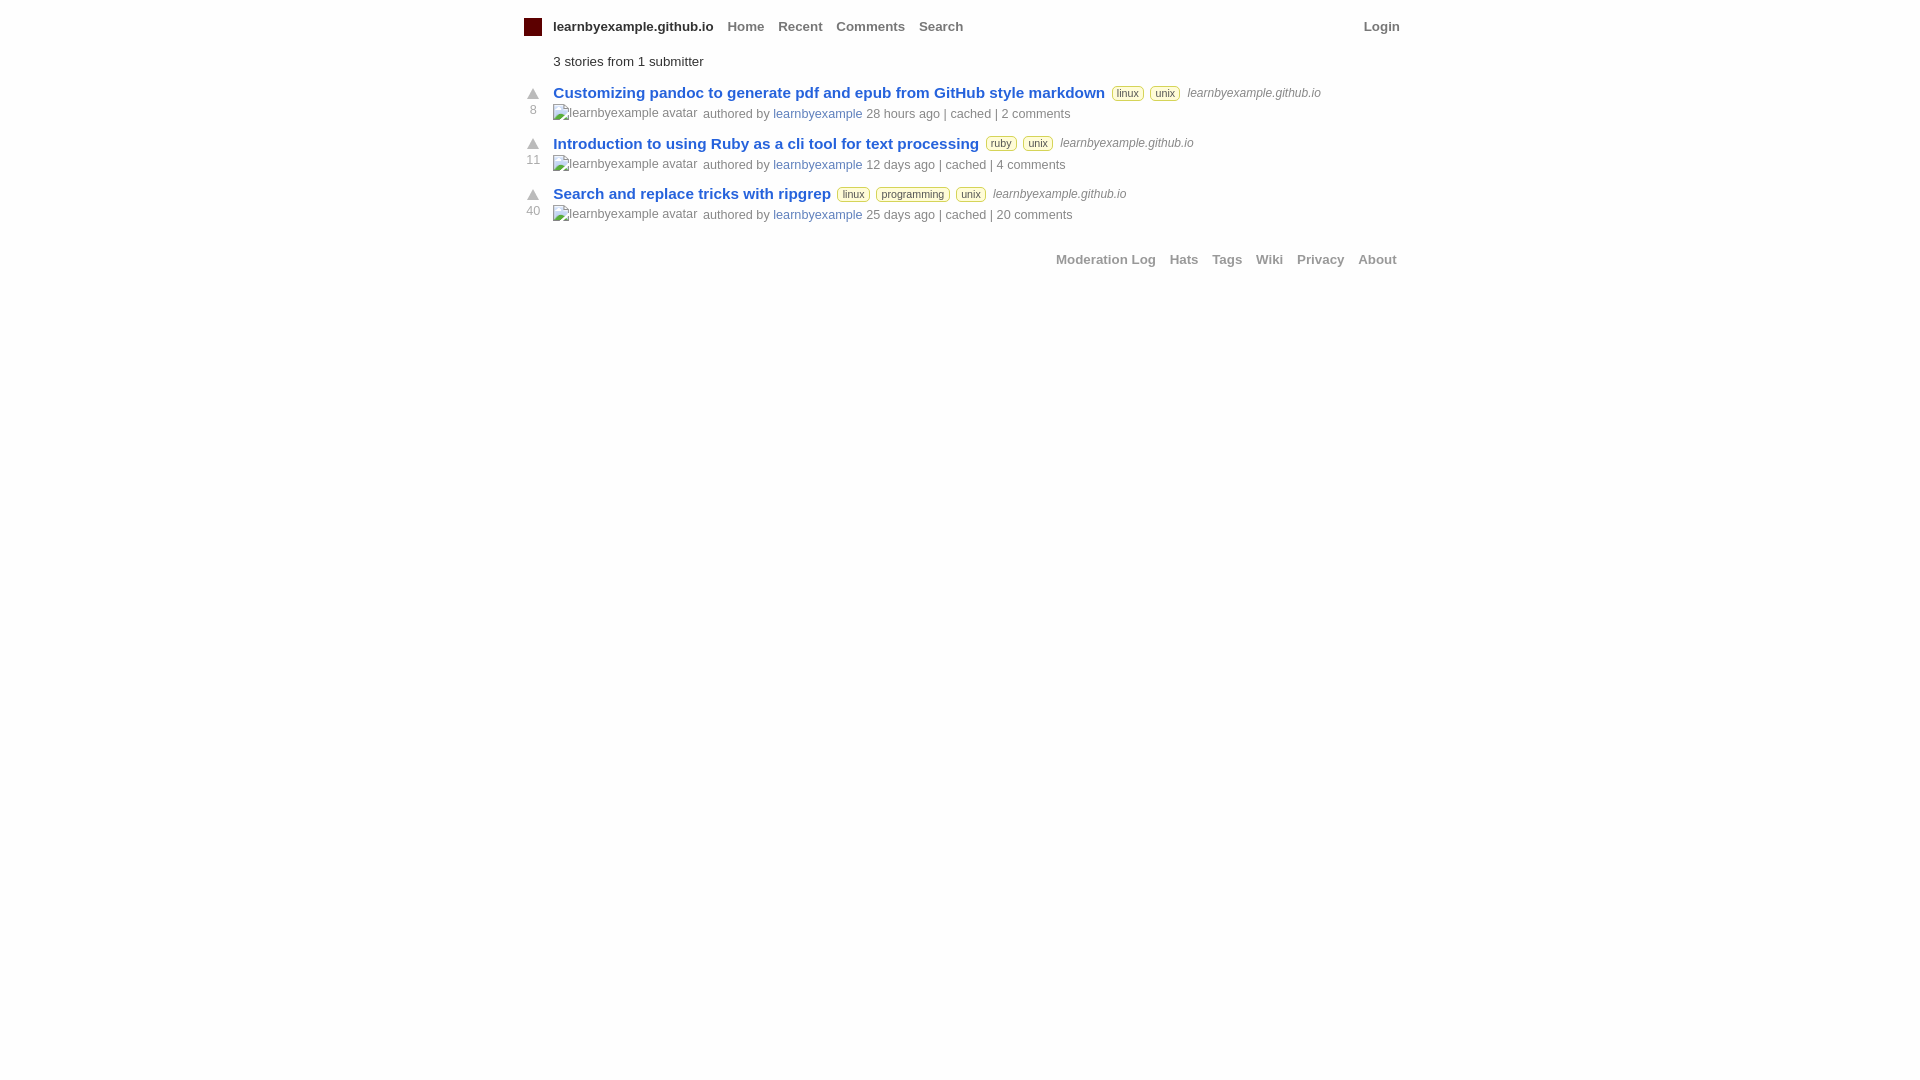 learnbyexample.github.io Home Recent Comments Search Login
3 stories from 1 submitter
Customizing pandoc to generate pdf and epub from GitHub style markdown linux unix learnbyexample.github.io
8
learnbyexample avatar authored by learnbyexample 28 hours ago | cached | 2 comments
Introduction to using Ruby as a cli tool for text processing ruby unix learnbyexample.github.io
11
learnbyexample avatar authored by learnbyexample 12 days ago | cached | 4 comments
Search and replace tricks with ripgrep linux programming unix learnbyexample.github.io
40
learnbyexample avatar authored by learnbyexample 25 days ago | cached | 20 comments
Moderation Log Hats Tags Wiki Privacy About